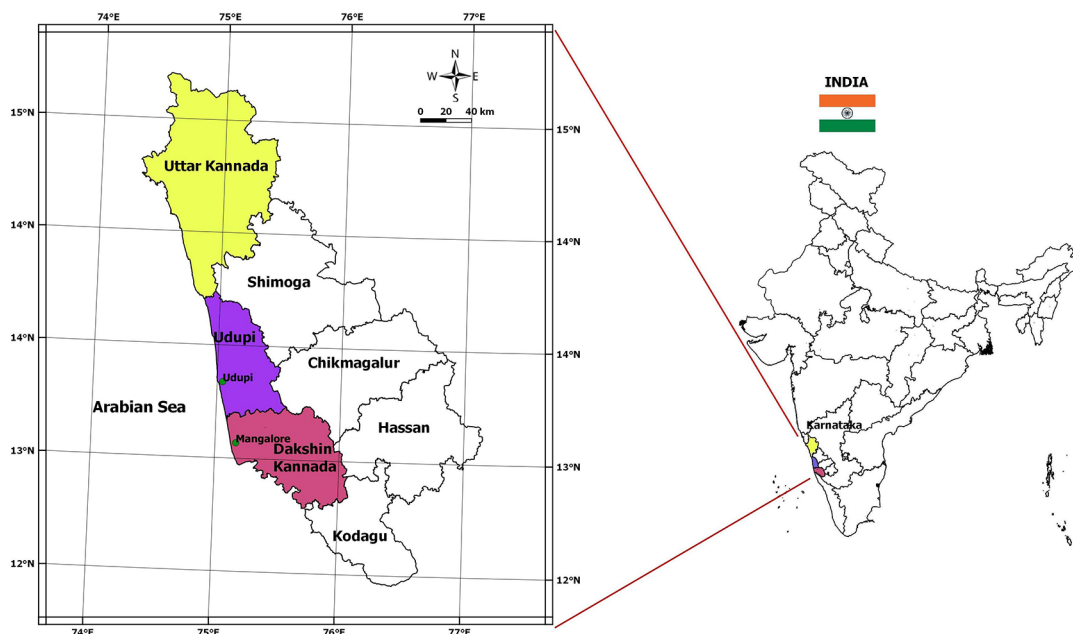 74°E 75°E 76°E 77°E
N
W E
S
0 20 40 km
15°N
15°N
Uttar Kannada
14°N
14°N
Shimoga
Udupi
14°N
14°N
Chikmagalur
Udupi
Arabian Sea
Hassan
Mangalore
Dakshin
Kannada
13°N
13°N
Kodagu
12°N
12°N
74°E 75°E 76°E 77°E
INDIA
Karnataka